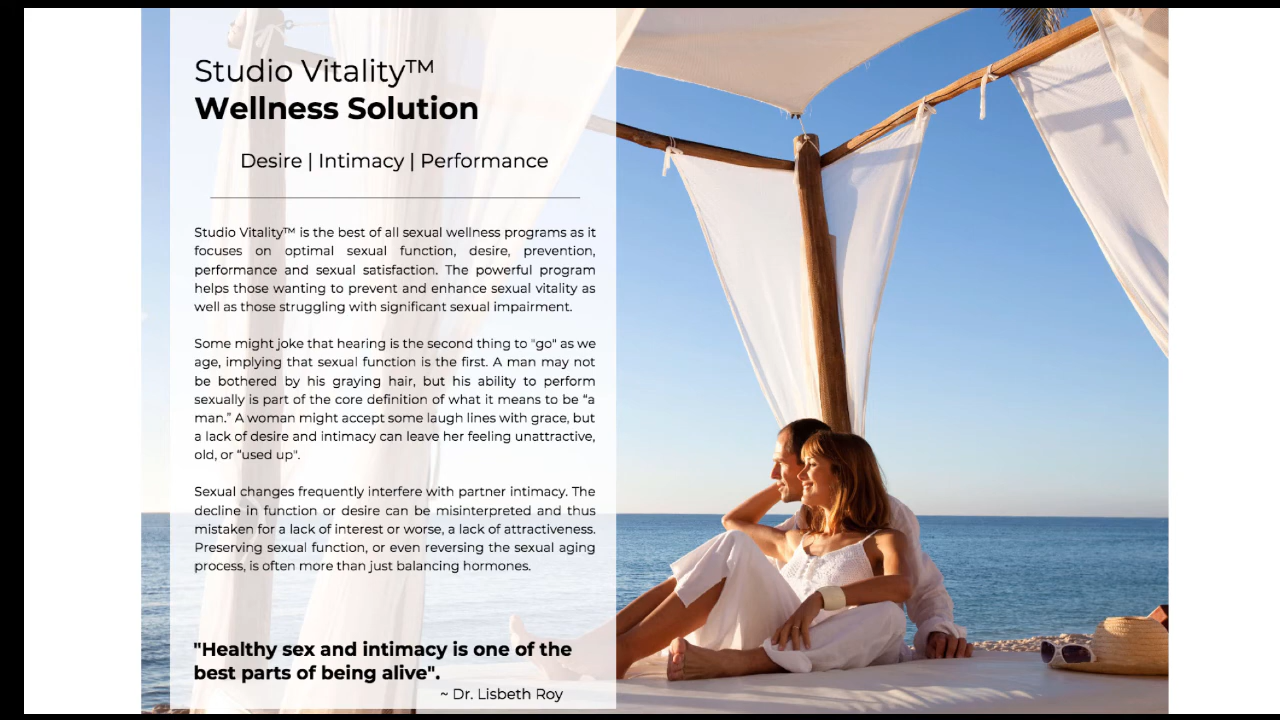 Studio Vitality™
Wellness Solution
Desire | Intimacy | Performance
Studio Vitality™ is the best of all sexual wellness programs as it
focuses on optimal sexual function, desire, prevention,
performance and sexual satisfaction. The powerful program
helps those wanting to prevent and enhance sexual vitality as
well as those struggling with significant sexual impairment.
Some might joke that hearing is the second thing to "go" as we
age, implying that sexual function is the first. A man may not
be bothered by his graying hair, but his ability to perform
sexually is part of the core definition of what it means to be “a
man.” A woman might accept some laugh lines with grace, but
a lack of desire and intimacy can leave her feeling unattractive,
old, or “used up".
Sexual changes frequently interfere with partner intimacy. The
decline in function or desire can be misinterpreted and thus
mistaken for a lack of interest or worse, a lack of attractiveness.
Preserving sexual function, or even reversing the sexual aging
process, is often more than just balancing hormones.
"Healthy sex and intimacy is one of the
best parts of being alive".
~ Dr. Lisbeth Roy